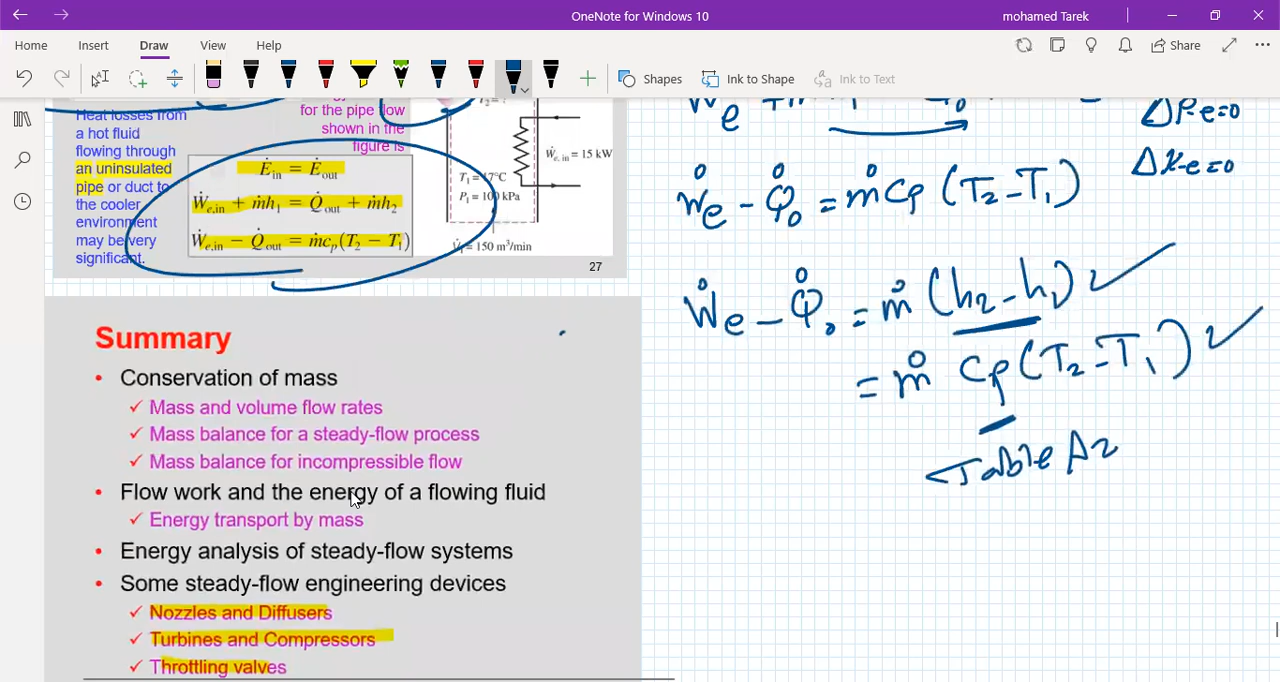 OneNote for Windows 10
mohamed Tarek
Home Insert Draw View Help
Share
Shapes
Ink to Shape
Ink to Text
Heat losses from
a hot fluid
flowing through
an uninsulated
pipe or duct to
the cooler
environment
may be very
significant.
for the pipe flow
shown in the
figure is
Ėin = Ėout
Ẇe,in + ṁh1 = Q̇out + ṁh2
Ẇe,in − Q̇out = ṁcp(T2 − T1)
T2 = ?
Ẇe, in = 15 kW
T1 = 17°C
P1 = 100 kPa
V̇1 = 150 m³/min
27
Summary
• Conservation of mass
✓ Mass and volume flow rates
✓ Mass balance for a steady-flow process
✓ Mass balance for incompressible flow
• Flow work and the energy of a flowing fluid
✓ Energy transport by mass
• Energy analysis of steady-flow systems
• Some steady-flow engineering devices
✓ Nozzles and Diffusers
✓ Turbines and Compressors
✓ Throttling valves
ΔP.e=0
ΔK.e=0
Ẇe − Q̇o = ṁ Cp (T2 − T1)
Ẇe − Q̇o = ṁ (h2 − h1) ✓
= ṁ Cp (T2 − T1) ✓
Table A2